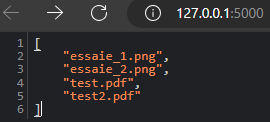 127.0.0.1:5000
1 [
2 "essaie_1.png",
3 "essaie_2.png",
4 "test.pdf",
5 "test2.pdf"
6 ]